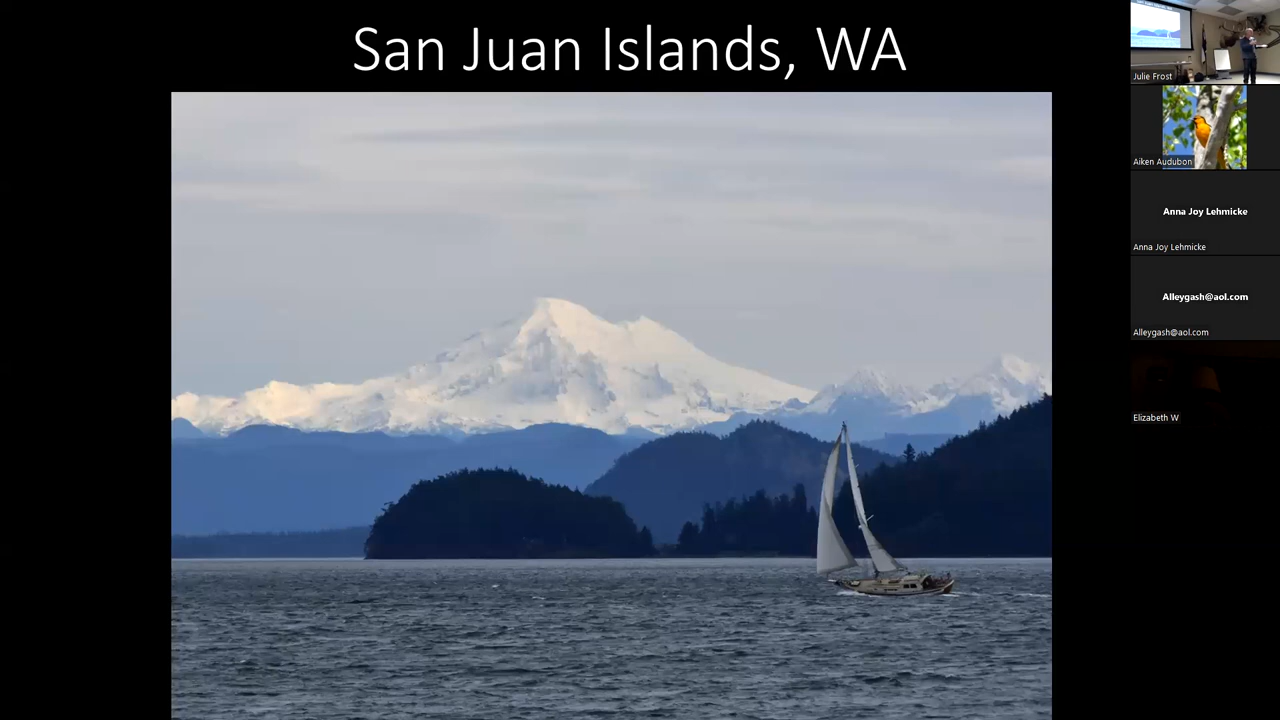 San Juan Islands, WA
Julie Frost
Aiken Audubon
Anna Joy Lehmicke
Anna Joy Lehmicke
Alleygash@aol.com
Alleygash@aol.com
Elizabeth W